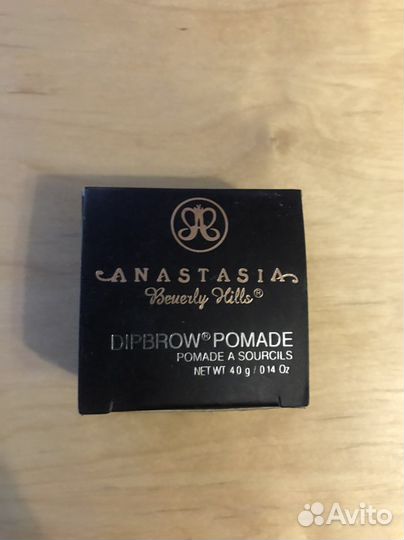 ANASTASIA
Beverly Hills®
DIPBROW® POMADE
POMADE A SOURCILS
NET WT 4.0 g / 0.14 Oz
Avito